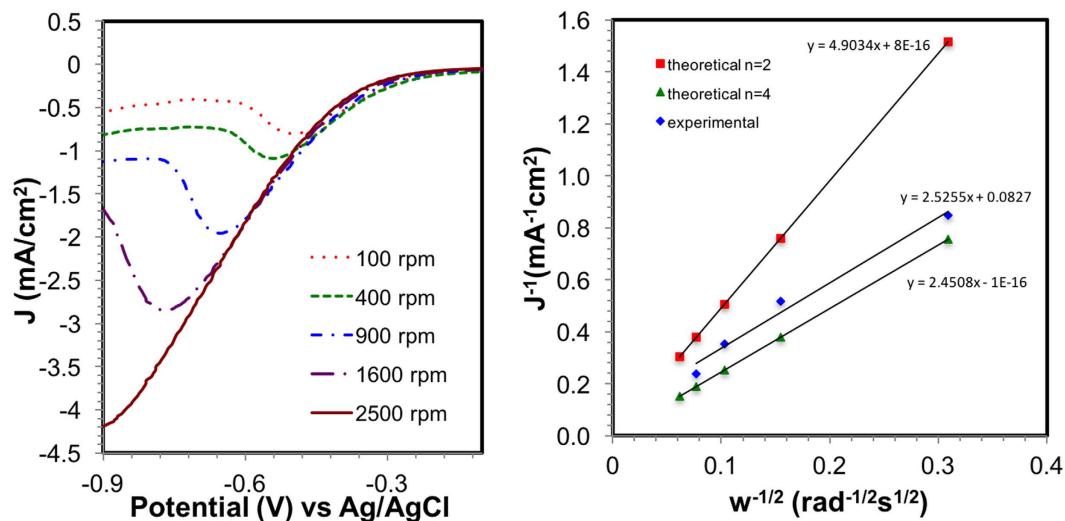 0
-0.5
-1
-1.5
-2
-2.5
-3
-3.5
-4
-4.5
J (mA/cm²)
100 rpm
400 rpm
900 rpm
1600 rpm
2500 rpm
-0.9
-0.6
-0.3
Potential (V) vs Ag/AgCl
1.6
1.4
1.2
1.0
0.8
0.6
0.4
0.2
0.0
J⁻¹(mA⁻¹cm²)
y = 4.9034x + 8E-16
theoretical n=2
theoretical n=4
experimental
y = 2.5255x + 0.0827
y = 2.4508x - 1E-16
0
0.1
0.2
0.3
0.4
w⁻¹/² (rad⁻¹/²s¹/²)